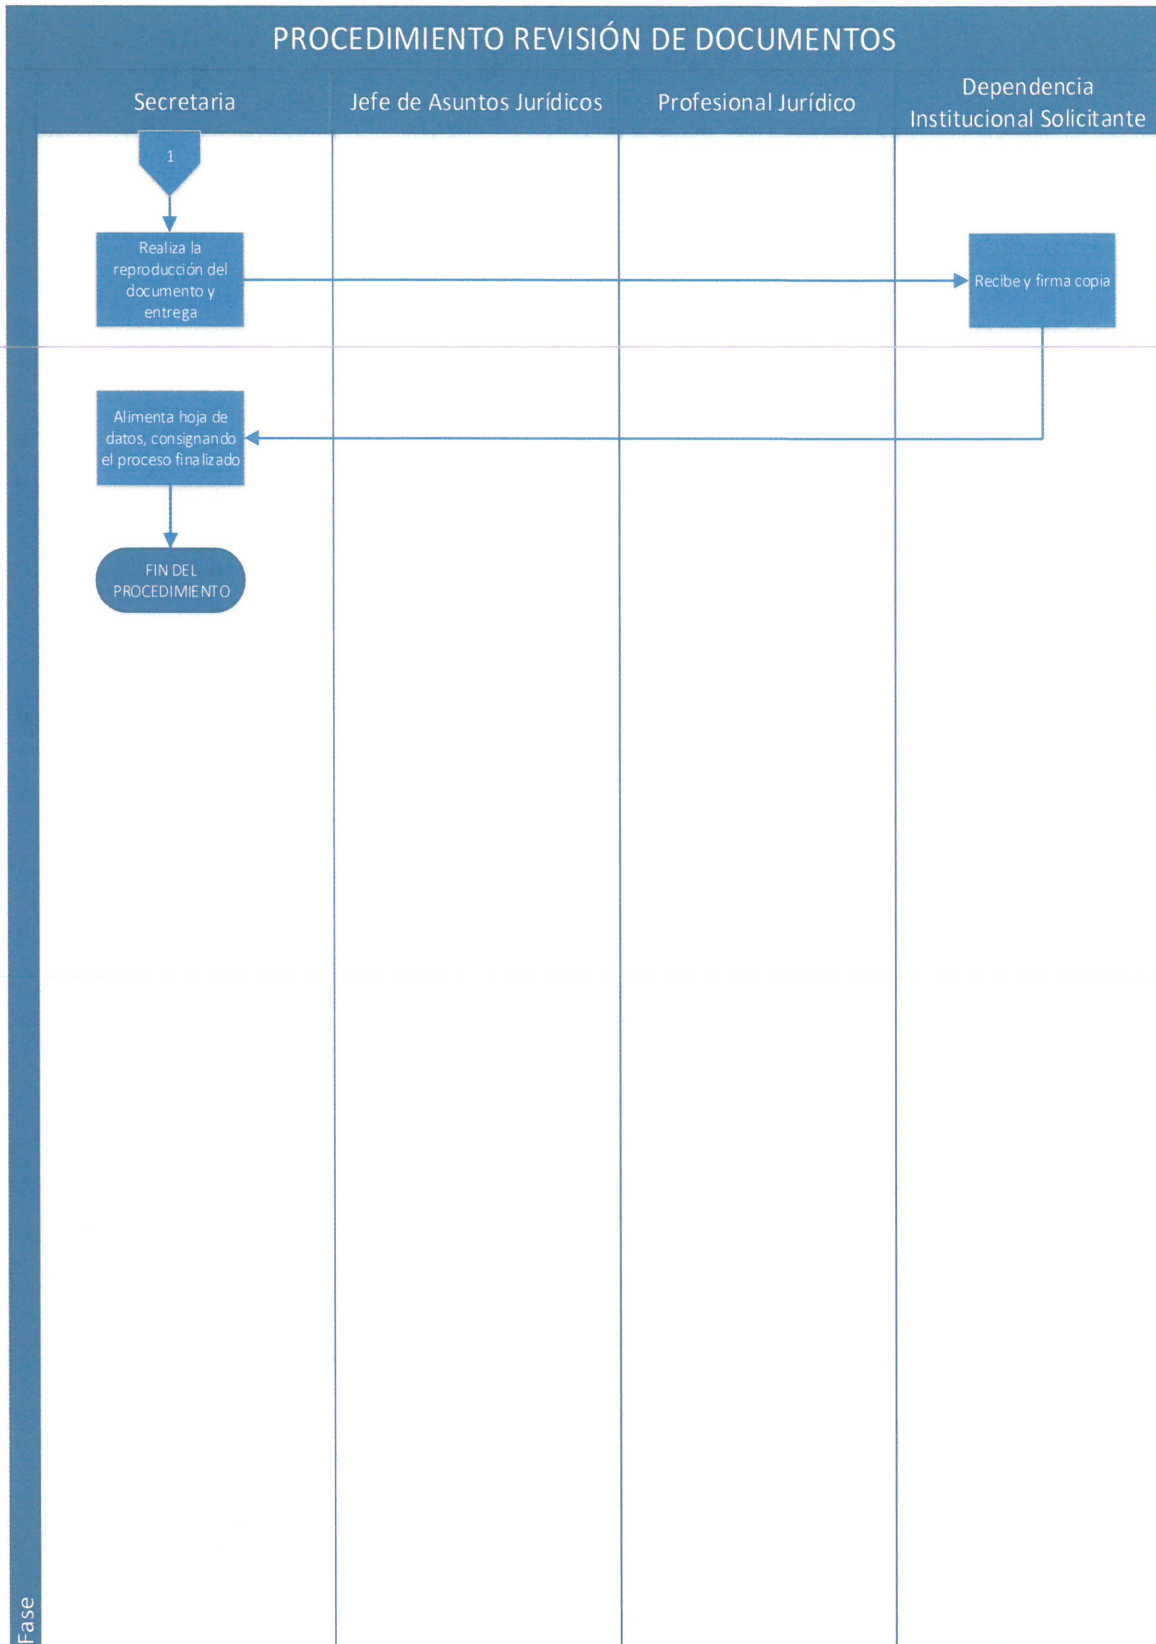 PROCEDIMIENTO REVISIÓN DE DOCUMENTOS
Secretaria
Jefe de Asuntos Jurídicos
Profesional Jurídico
Dependencia
Institucional Solicitante
1
Realiza la
reproducción del
documento y
entrega
Recibe y firma copia
Alimenta hoja de
datos, consignando
el proceso finalizado
FIN DEL
PROCEDIMIENTO
Fase